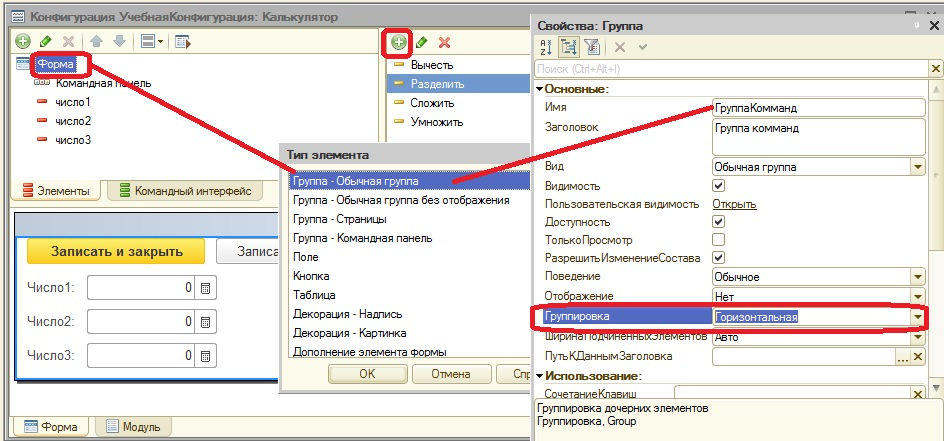 Конфигурация УчебнаяКонфигурация: Калькулятор
Форма
Командная панель
число1
число2
число3
Элементы
Командный интерфейс
Вычесть
Разделить
Сложить
Умножить
Записать и закрыть
Записа
Число1:
0
Число2:
0
Число3:
0
Форма
Модуль
Тип элемента
Группа - Обычная группа
Группа - Обычная группа без отображения
Группа - Страницы
Группа - Командная панель
Поле
Кнопка
Таблица
Декорация - Надпись
Декорация - Картинка
Дополнение элемента формы
OK
Отмена
Спр
Свойства: Группа
Поиск (Ctrl+Alt+I)
Основные:
Имя
ГруппаКомманд
Заголовок
Группа комманд
Вид
Обычная группа
Видимость
Пользовательская видимость
Открыть
Доступность
ТолькоПросмотр
РазрешитьИзменениеСостава
Поведение
Обычное
Отображение
Нет
Группировка
Горизонтальная
ШиринаПодчиненныхЭлементов
Авто
ПутьКДаннымЗаголовка
...
Использование:
СочетаниеКлавиш
Группировка дочерних элементов
Группировка, Group